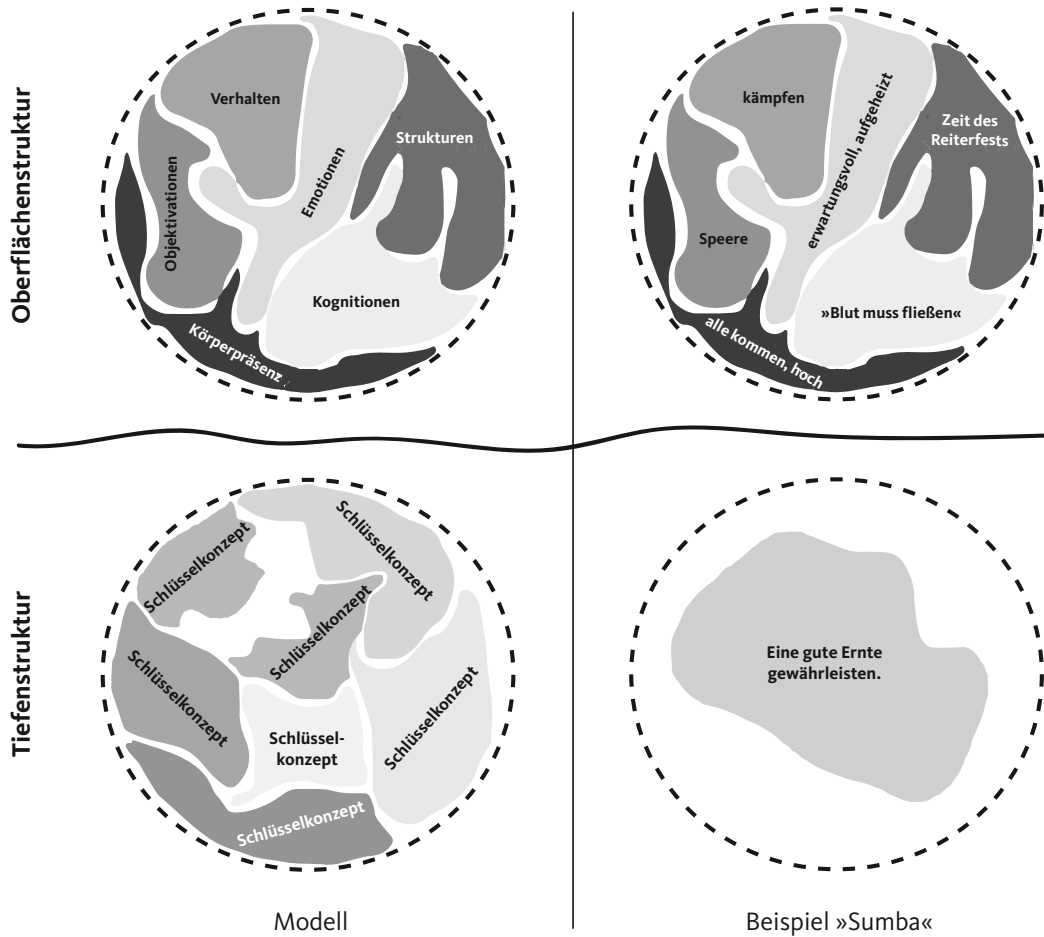 Oberflächenstruktur
Verhalten
Strukturen
Emotionen
Objektivationen
Kognitionen
Körperpräsenz
kämpfen
erwartungsvoll, aufgeheizt
Zeit des
Reiterfests
Speere
»Blut muss fließen«
alle kommen, hoch
Tiefenstruktur
Schlüsselkonzept
Schlüsselkonzept
Schlüsselkonzept
Schlüsselkonzept
Schlüssel-
konzept
Schlüsselkonzept
Schlüsselkonzept
Eine gute Ernte
gewährleisten.
Modell
Beispiel »Sumba«